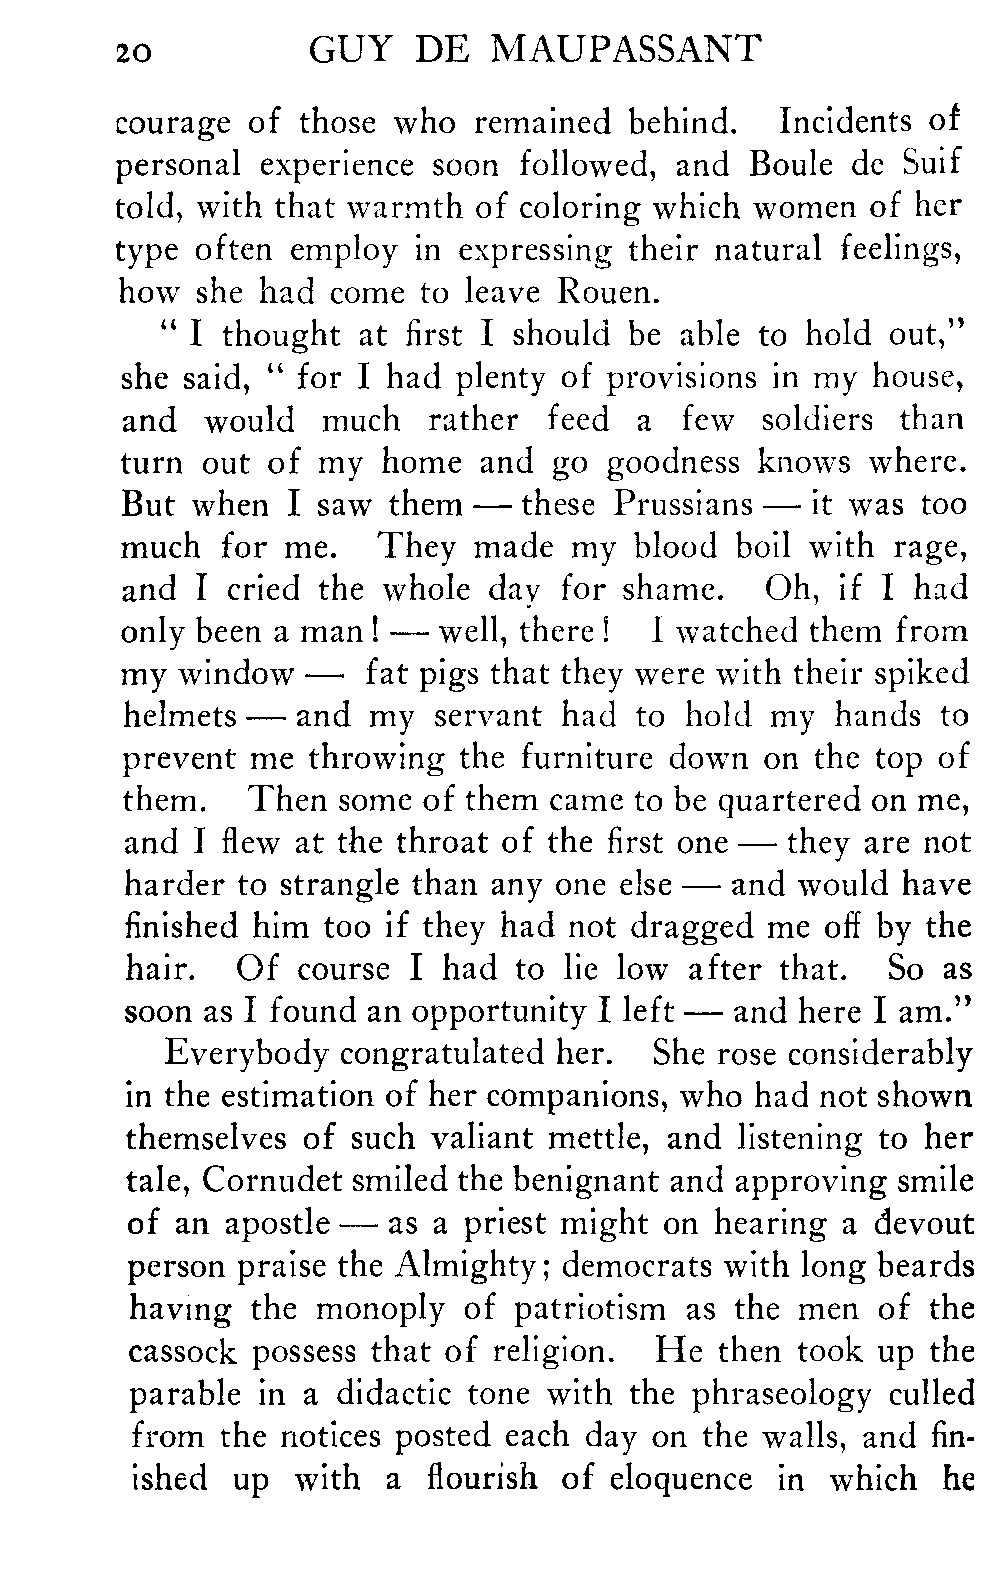 20 GUY DE MAUPASSANT
courage of those who remained behind. Incidents of
personal experience soon followed, and Boule de Suif
told, with that warmth of coloring which women of her
type often employ in expressing their natural feelings,
how she had come to leave Rouen.
“ I thought at first I should be able to hold out,”
she said, “ for I had plenty of provisions in my house,
and would much rather feed a few soldiers than
turn out of my home and go goodness knows where.
But when I saw them — these Prussians — it was too
much for me. They made my blood boil with rage,
and I cried the whole day for shame. Oh, if I had
only been a man ! — well, there ! I watched them from
my window — fat pigs that they were with their spiked
helmets — and my servant had to hold my hands to
prevent me throwing the furniture down on the top of
them. Then some of them came to be quartered on me,
and I flew at the throat of the first one — they are not
harder to strangle than any one else — and would have
finished him too if they had not dragged me off by the
hair. Of course I had to lie low after that. So as
soon as I found an opportunity I left — and here I am.”
Everybody congratulated her. She rose considerably
in the estimation of her companions, who had not shown
themselves of such valiant mettle, and listening to her
tale, Cornudet smiled the benignant and approving smile
of an apostle — as a priest might on hearing a devout
person praise the Almighty; democrats with long beards
having the monoply of patriotism as the men of the
cassock possess that of religion. He then took up the
parable in a didactic tone with the phraseology culled
from the notices posted each day on the walls, and fin-
ished up with a flourish of eloquence in which he